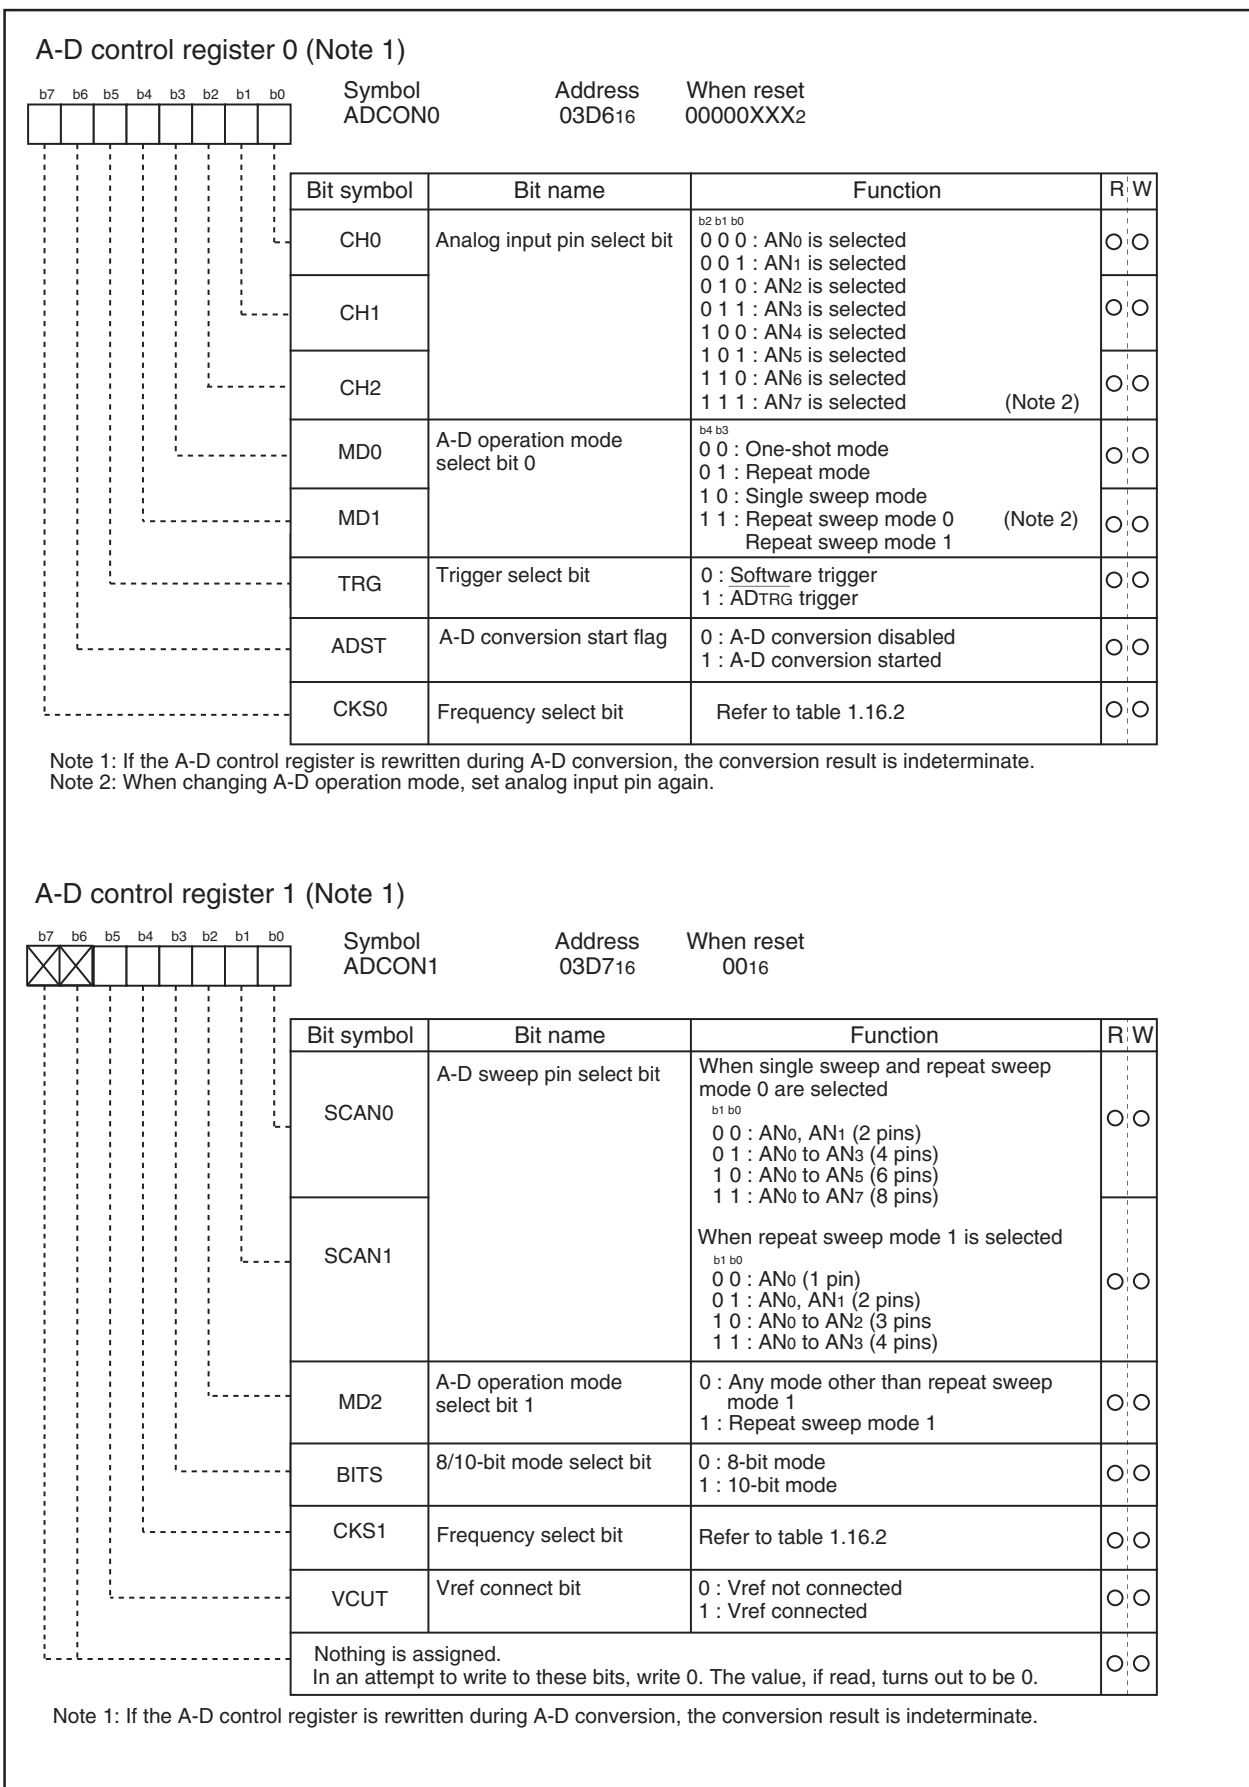 A-D control register 0 (Note 1)
b7 b6 b5 b4 b3 b2 b1 b0
Symbol Address When reset
ADCON0 03D616 00000XXX2
Bit symbol Bit name Function R W
CH0 Analog input pin select bit
b2 b1 b0
0 0 0 : AN0 is selected
0 0 1 : AN1 is selected
0 1 0 : AN2 is selected
CH1
0 1 1 : AN3 is selected
1 0 0 : AN4 is selected
1 0 1 : AN5 is selected
CH2
1 1 0 : AN6 is selected
1 1 1 : AN7 is selected (Note 2)
MD0 A-D operation mode
select bit 0
b4 b3
0 0 : One-shot mode
0 1 : Repeat mode
1 0 : Single sweep mode
MD1
1 1 : Repeat sweep mode 0 (Note 2)
Repeat sweep mode 1
TRG Trigger select bit
0 : Software trigger
1 : ADTRG trigger
ADST A-D conversion start flag
0 : A-D conversion disabled
1 : A-D conversion started
CKS0 Frequency select bit Refer to table 1.16.2
Note 1: If the A-D control register is rewritten during A-D conversion, the conversion result is indeterminate.
Note 2: When changing A-D operation mode, set analog input pin again.
A-D control register 1 (Note 1)
b7 b6 b5 b4 b3 b2 b1 b0
Symbol Address When reset
ADCON1 03D716 0016
Bit symbol Bit name Function R W
SCAN0 A-D sweep pin select bit
When single sweep and repeat sweep
mode 0 are selected
b1 b0
0 0 : AN0, AN1 (2 pins)
0 1 : AN0 to AN3 (4 pins)
1 0 : AN0 to AN5 (6 pins)
1 1 : AN0 to AN7 (8 pins)
SCAN1
When repeat sweep mode 1 is selected
b1 b0
0 0 : AN0 (1 pin)
0 1 : AN0, AN1 (2 pins)
1 0 : AN0 to AN2 (3 pins
1 1 : AN0 to AN3 (4 pins)
MD2 A-D operation mode
select bit 1
0 : Any mode other than repeat sweep
mode 1
1 : Repeat sweep mode 1
BITS 8/10-bit mode select bit
0 : 8-bit mode
1 : 10-bit mode
CKS1 Frequency select bit Refer to table 1.16.2
VCUT Vref connect bit
0 : Vref not connected
1 : Vref connected
Nothing is assigned.
In an attempt to write to these bits, write 0. The value, if read, turns out to be 0.
Note 1: If the A-D control register is rewritten during A-D conversion, the conversion result is indeterminate.